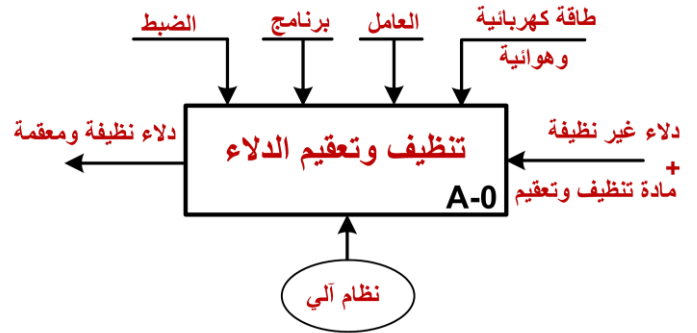 طاقة كهربائية
وهوائية
العامل
برنامج
الضبط
دلاء غير نظيفة
+
مادة تنظيف وتعقيم
تنظيف وتعقيم الدلاء
A-0
دلاء نظيفة ومعقمة
نظام آلي